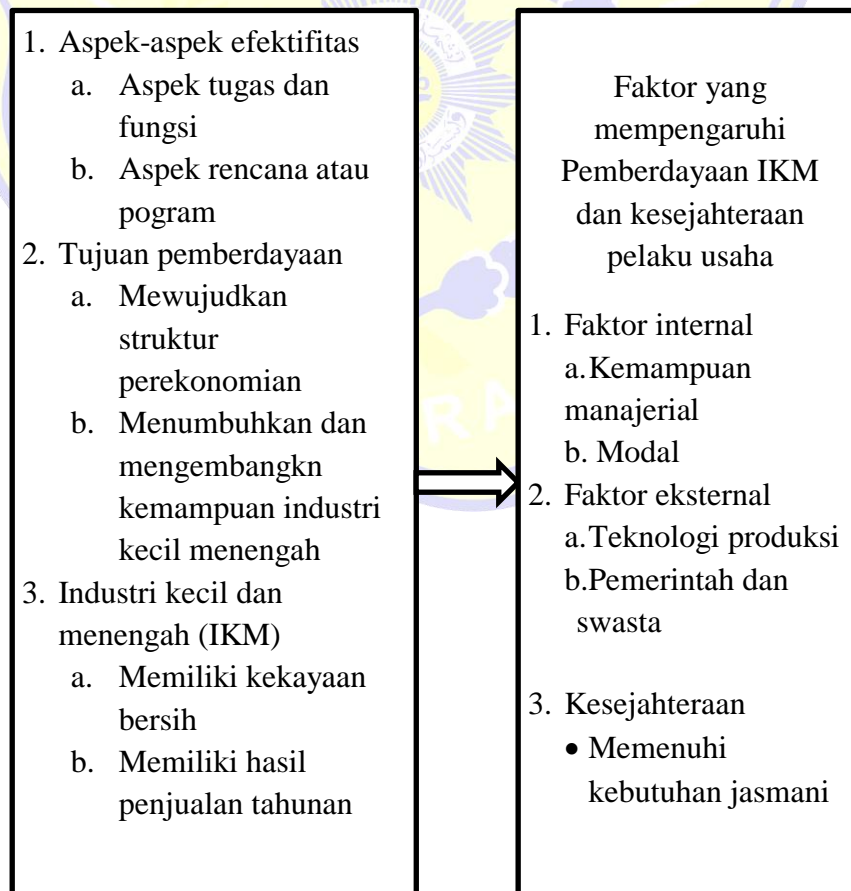 1. Aspek-aspek efektifitas
a. Aspek tugas dan
fungsi
b. Aspek rencana atau
pogram
2. Tujuan pemberdayaan
a. Mewujudkan
struktur
perekonomian
b. Menumbuhkan dan
mengembangkn
kemampuan industri
kecil menengah
3. Industri kecil dan
menengah (IKM)
a. Memiliki kekayaan
bersih
b. Memiliki hasil
penjualan tahunan
Faktor yang
mempengaruhi
Pemberdayaan IKM
dan kesejahteraan
pelaku usaha
1. Faktor internal
a.Kemampuan
manajerial
b. Modal
2. Faktor eksternal
a.Teknologi produksi
b.Pemerintah dan
swasta
3. Kesejahteraan
• Memenuhi
kebutuhan jasmani